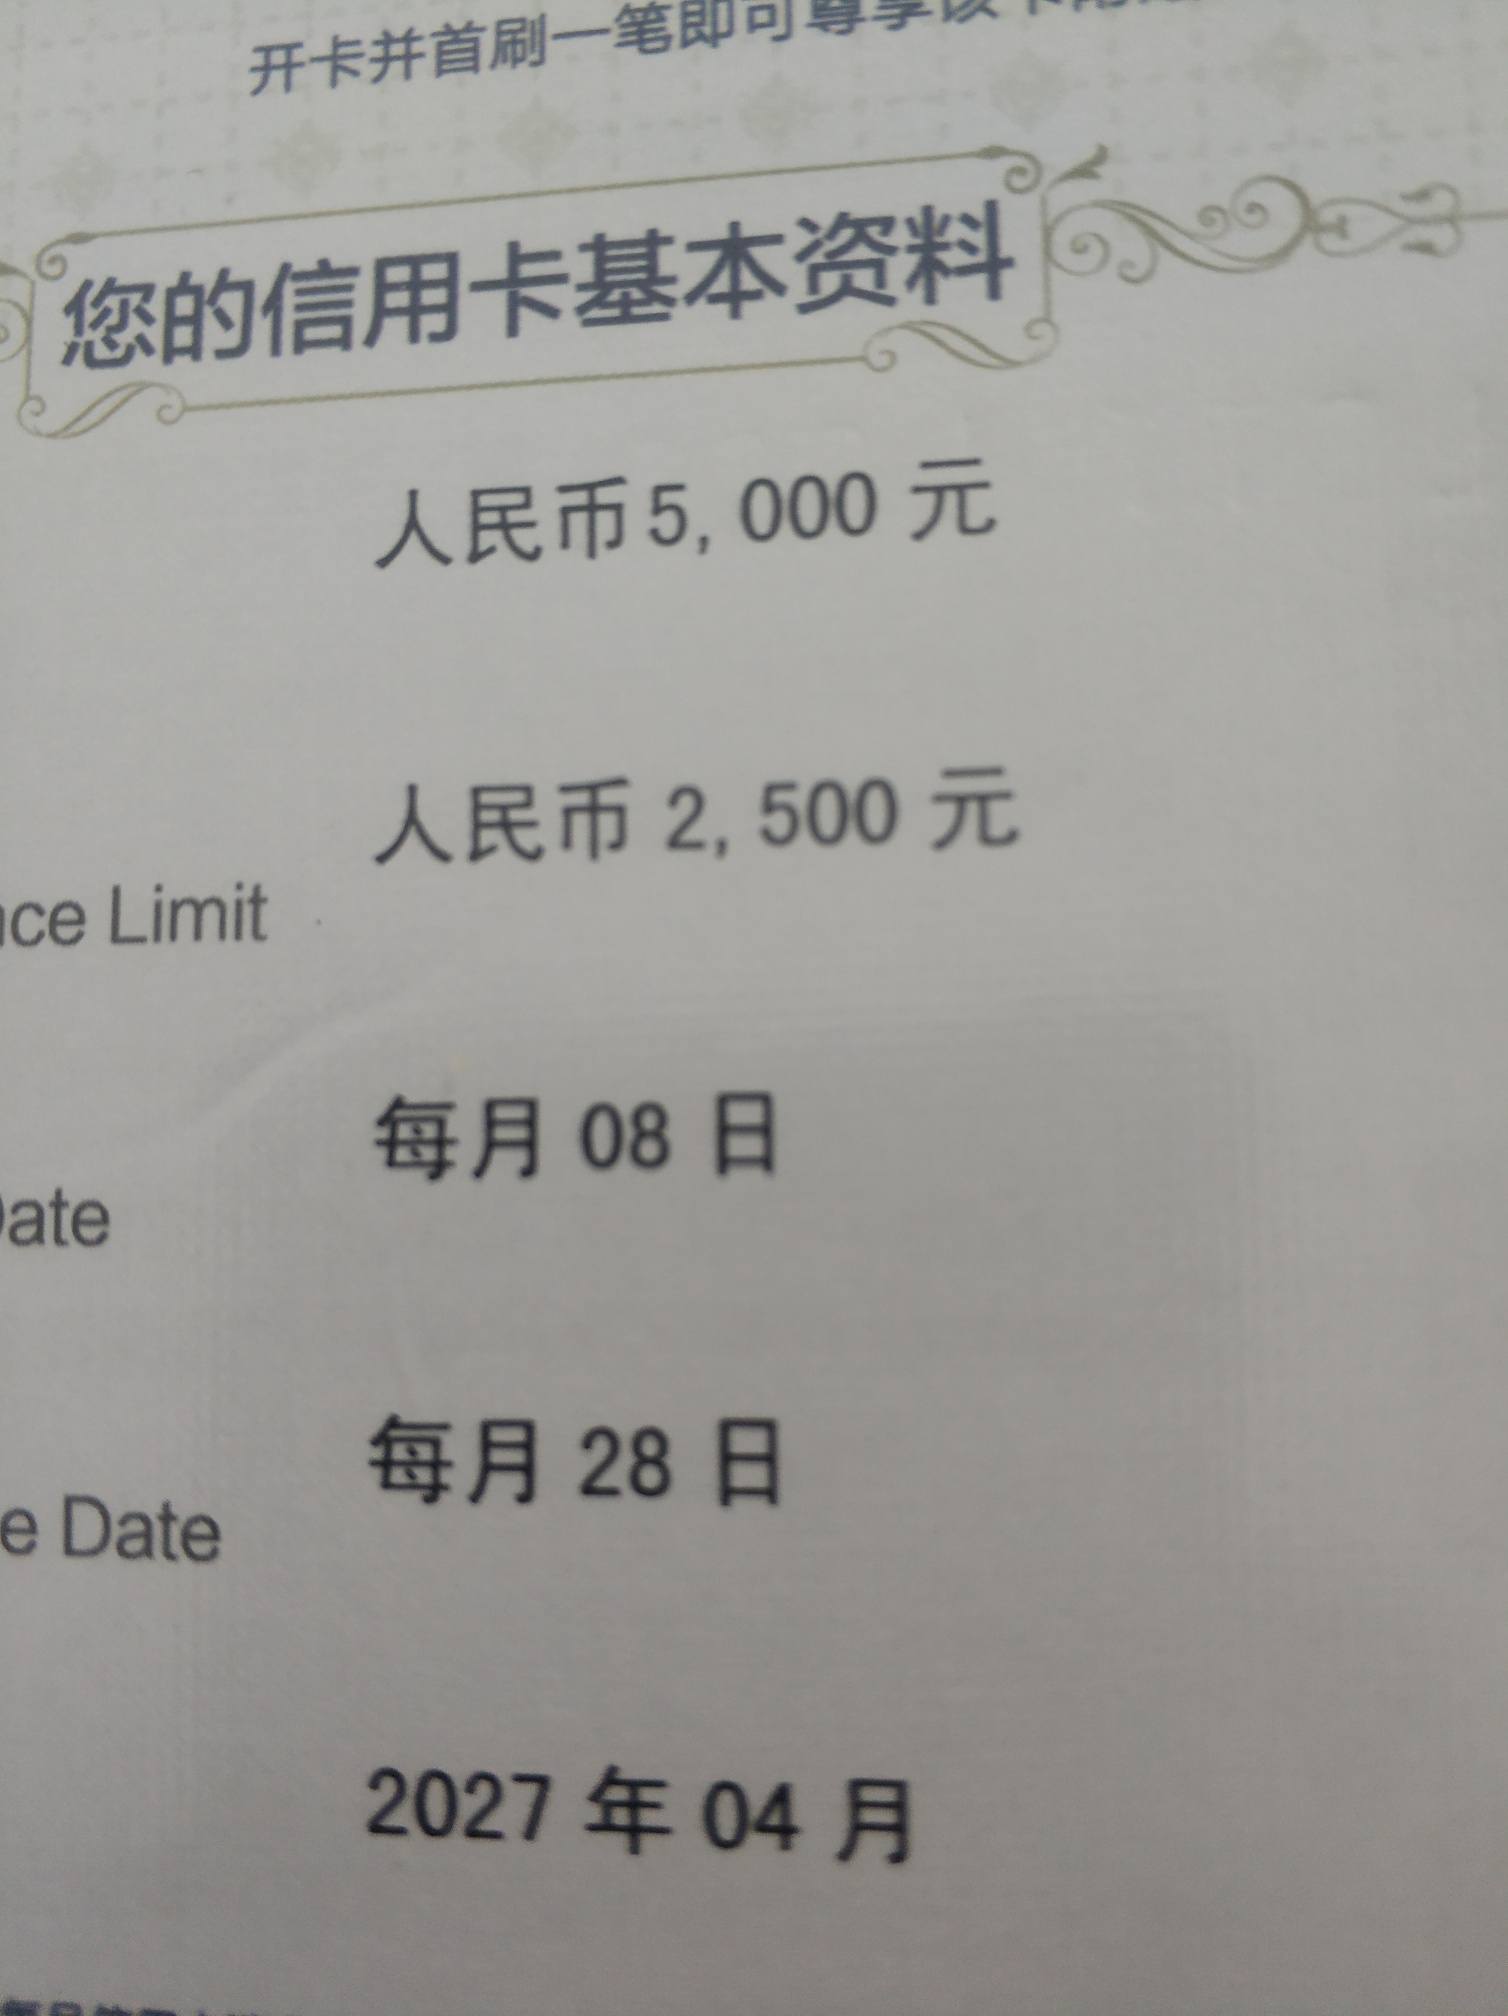 开卡并首刷一笔即可尊享该卡
您的信用卡基本资料
人民币5,000 元
人民币 2,500 元
ce Limit
每月 08 日
Date
每月 28 日
e Date
2027 年 04 月